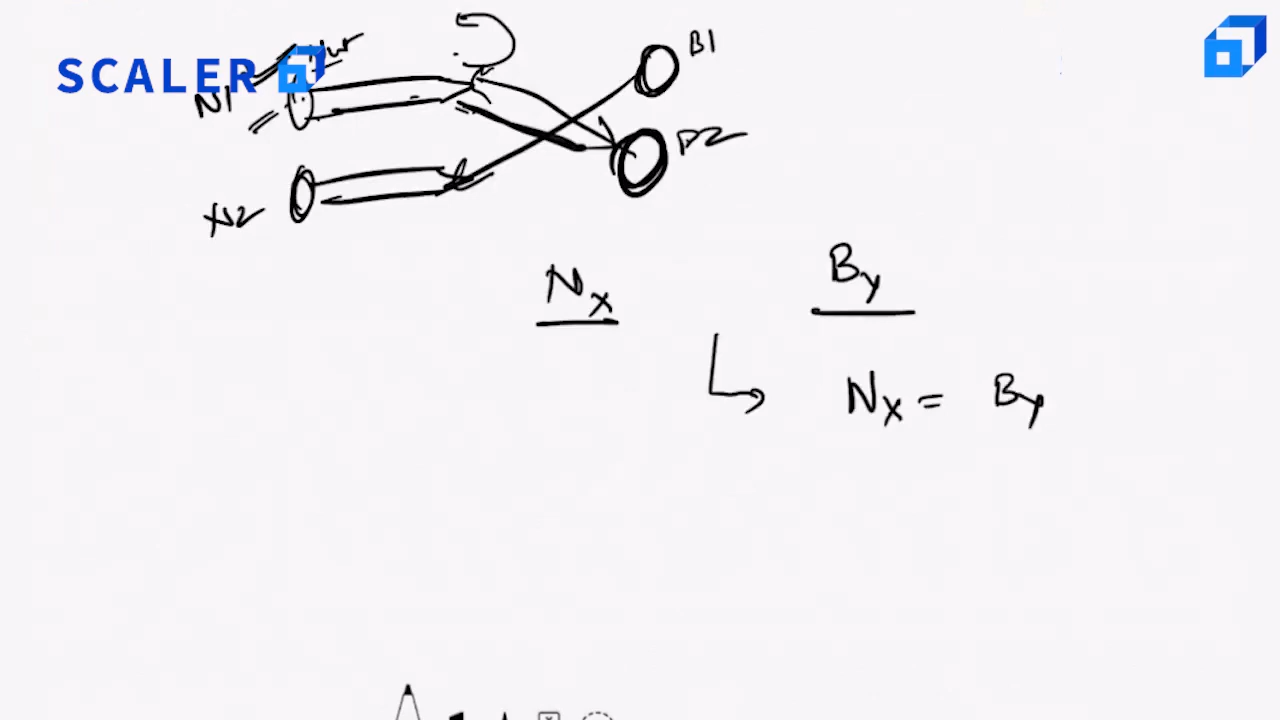 SCALER
B1
N1
B2
N2
Nx By
Nx = By